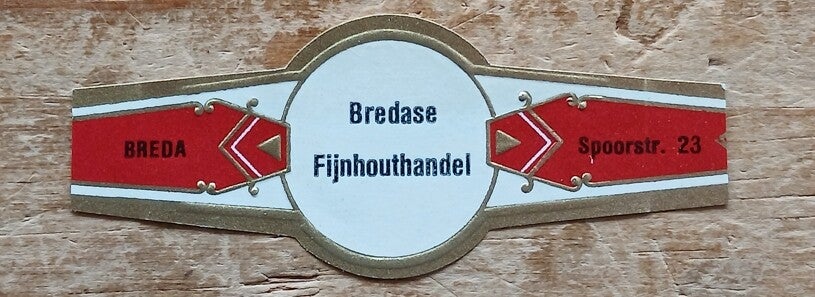 BREDA
Bredase
Fijnhouthandel
Spoorstr. 23